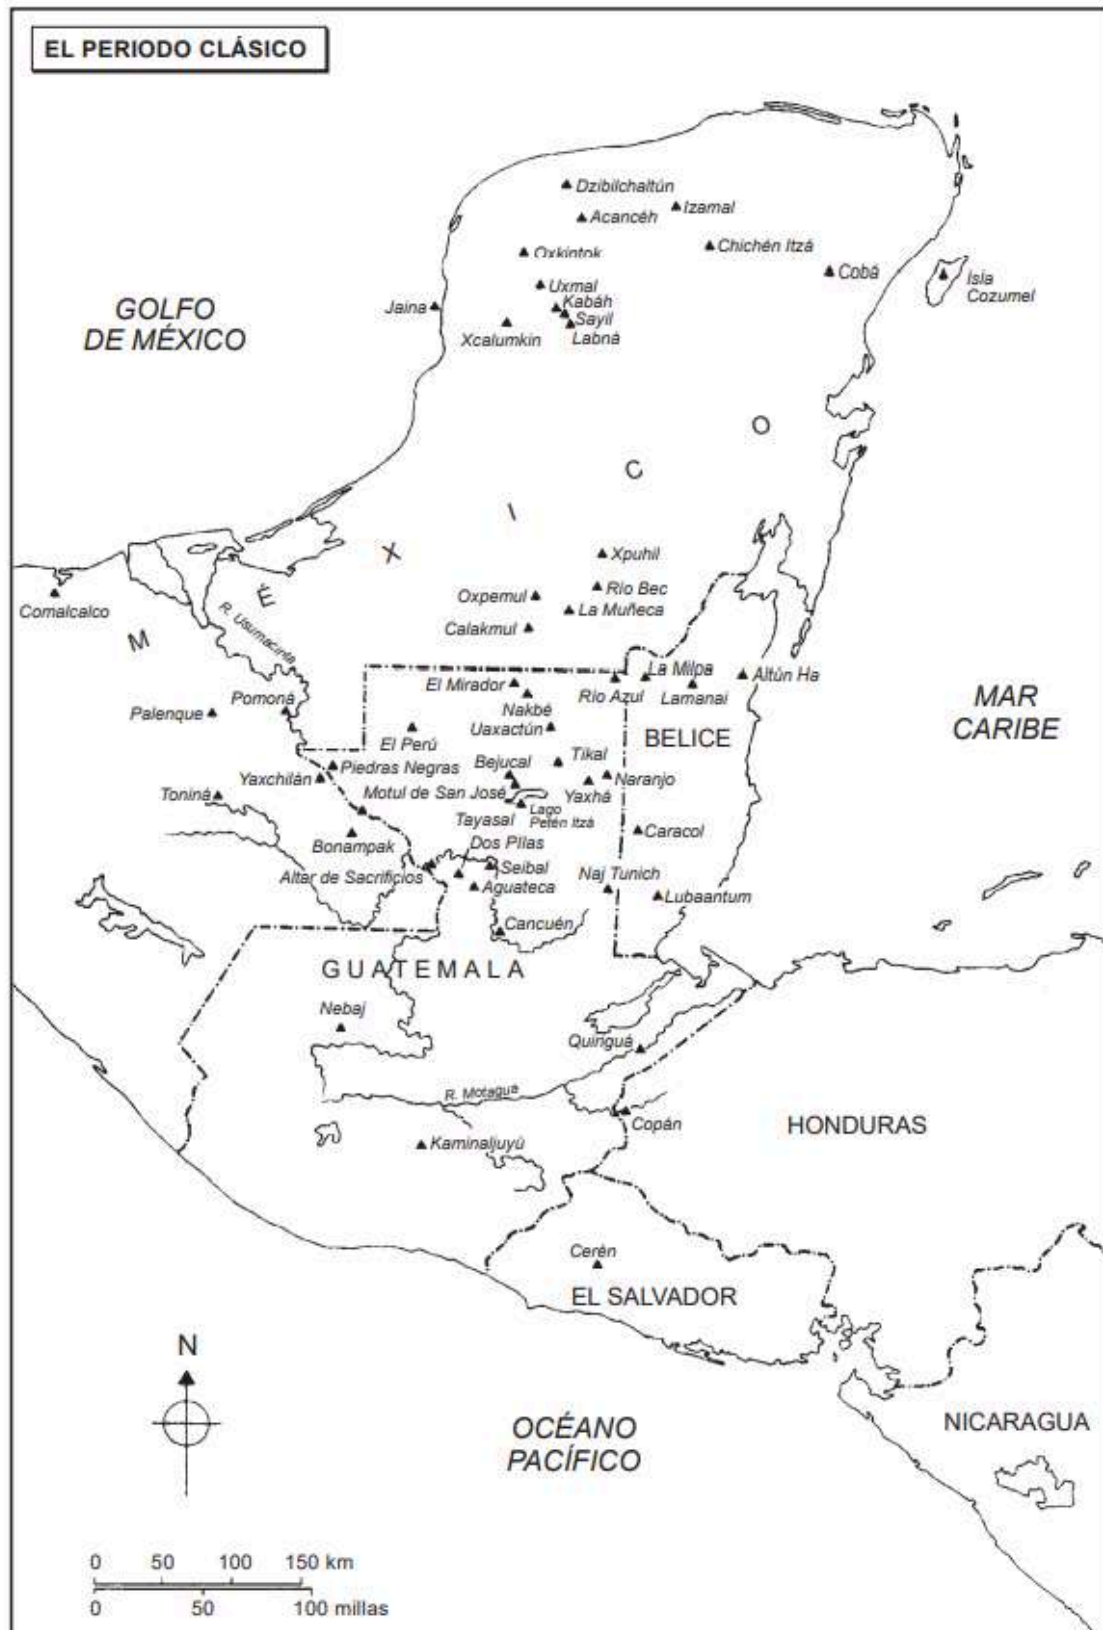 EL PERIODO CLÁSICO
Dzibilchaltún
Izamal
Acancéh
Chichén Itzá
Oxkintok
Cobá
Isla
Cozumel
Uxmal
Kabáh
Jaina
Sayil
Xcalumkin
Labná
GOLFO
DE MÉXICO
M É X I C O
Xpuhil
Río Bec
Oxpemul
La Muñeca
Comalcalco
Calakmul
R. Usumacinta
La Milpa
El Mirador
Río Azul
Lamanai
Altún Ha
Nakbé
MAR
CARIBE
Palenque
Pomoná
El Perú
Uaxactún
BELICE
Piedras Negras
Bejucal
Tikal
Yaxchilán
Naranjo
Toniná
Motul de San José
Yaxhá
Lago
Petén Itzá
Tayasal
Caracol
Bonampak
Dos Pilas
Altar de Sacrificios
Seibal
Naj Tunich
Aguateca
Lubaantum
Cancuén
GUATEMALA
Nebaj
Quinguá
R. Motagua
Copán
HONDURAS
Kaminaljuyú
Cerén
EL SALVADOR
N
OCÉANO
PACÍFICO
NICARAGUA
0 50 100 150 km
0 50 100 millas